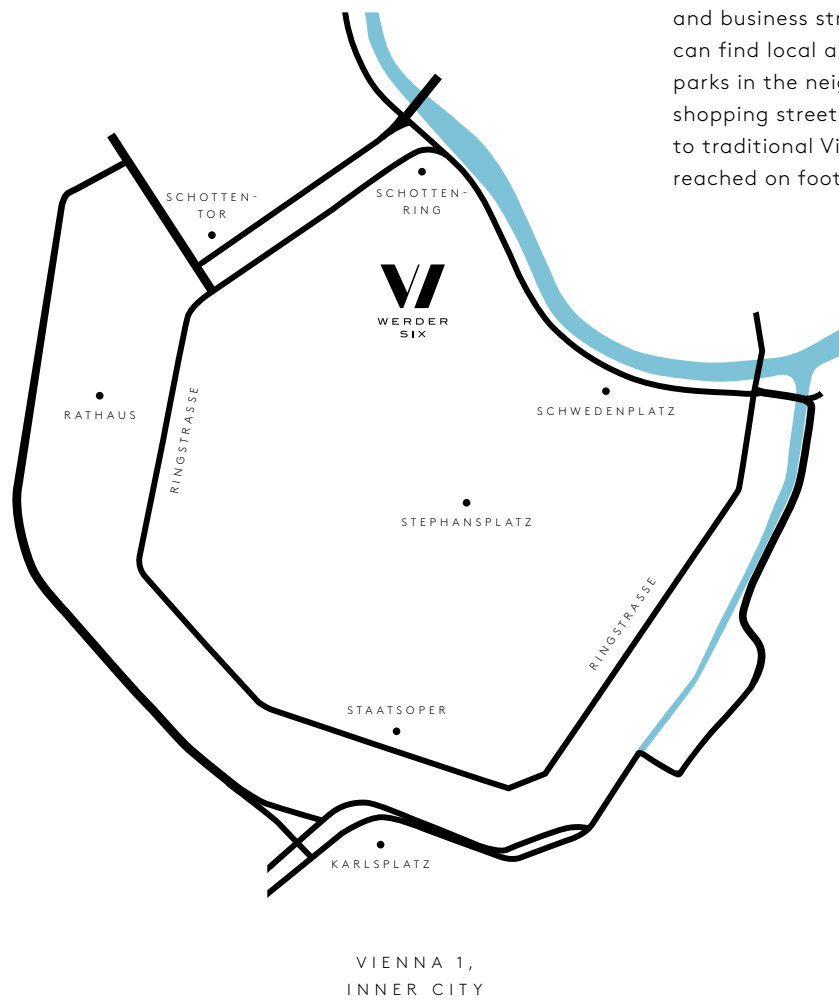 and business str
can find local a
parks in the neig
shopping street
to traditional Vi
reached on foot
SCHOTTEN-
TOR
SCHOTTEN-
RING
WERDER
SIX
RATHAUS
RINGSTRASSE
SCHWEDENPLATZ
STEPHANSPLATZ
RINGSTRASSE
STAATSOPER
KARLSPLATZ
VIENNA 1,
INNER CITY